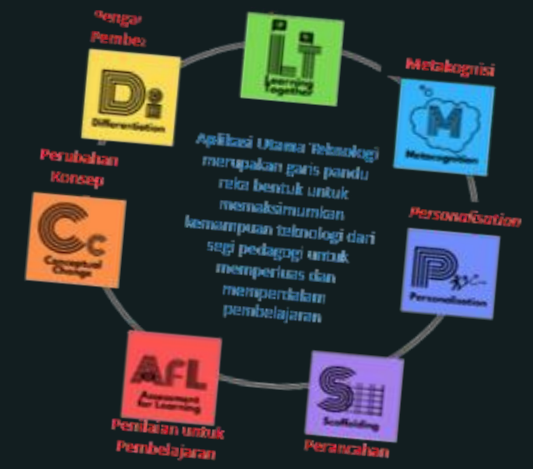 Pembe
LT
Learning
Together
Metakognisi
M
Metacognition
Di
Differentiation
Perubahan
Konsep
Cc
Conceptual
Change
Aplikasi Utama Teknologi
merupakan garis pandu
reka bentuk untuk
memaksimumkan
kemampuan teknologi dari
segi pedagogi untuk
memperluas dan
memperdalam
pembelajaran
Personalisation
P
Personalisation
AfL
Assessment
for Learning
Penilaian untuk
Pembelajaran
S
Scaffolding
Perancahan